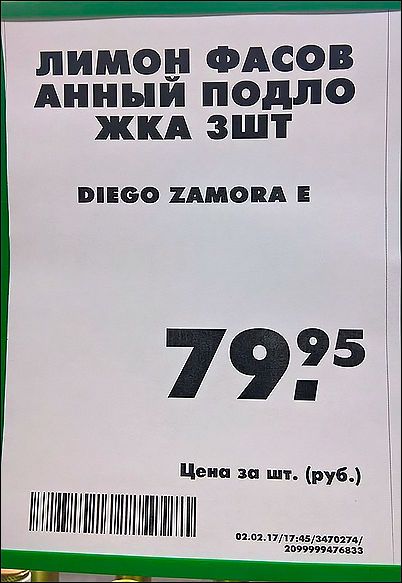 ЛИМОН ФАСОВ
АННЫЙ ПОДЛО
ЖКА 3ШТ
DIEGO ZAMORA E
79.95
Цена за шт. (руб.)
02.02.17/17:45/3470274/
2099999476833